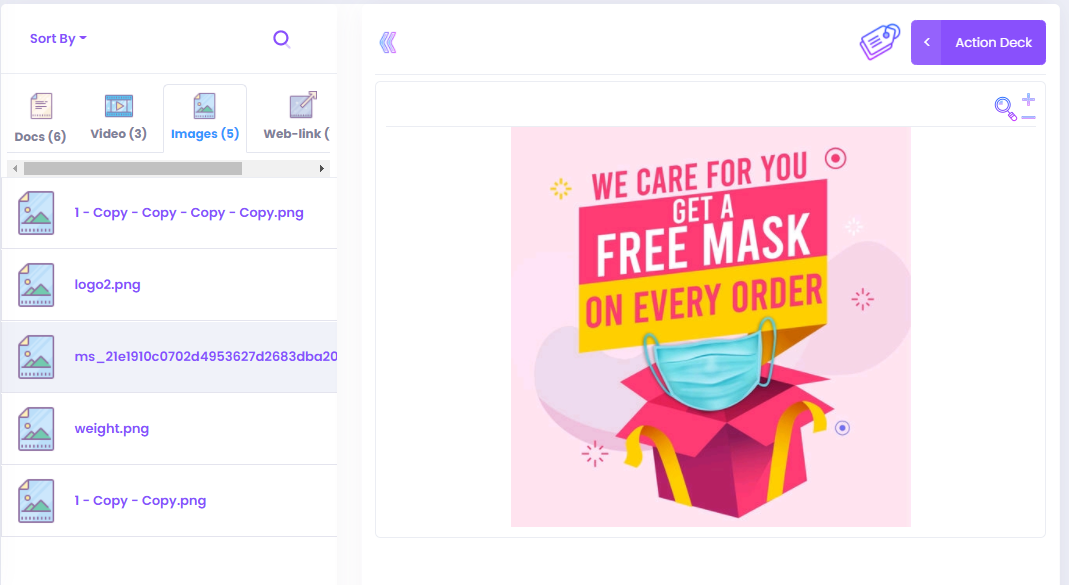 Sort By
Docs (6)
Video (3)
Images (5)
Web-link (
1 - Copy - Copy - Copy - Copy.png
logo2.png
ms_21e1910c0702d4953627d2683dba20
weight.png
1 - Copy - Copy.png
Action Deck
WE CARE FOR YOU
GET A
FREE MASK
ON EVERY ORDER